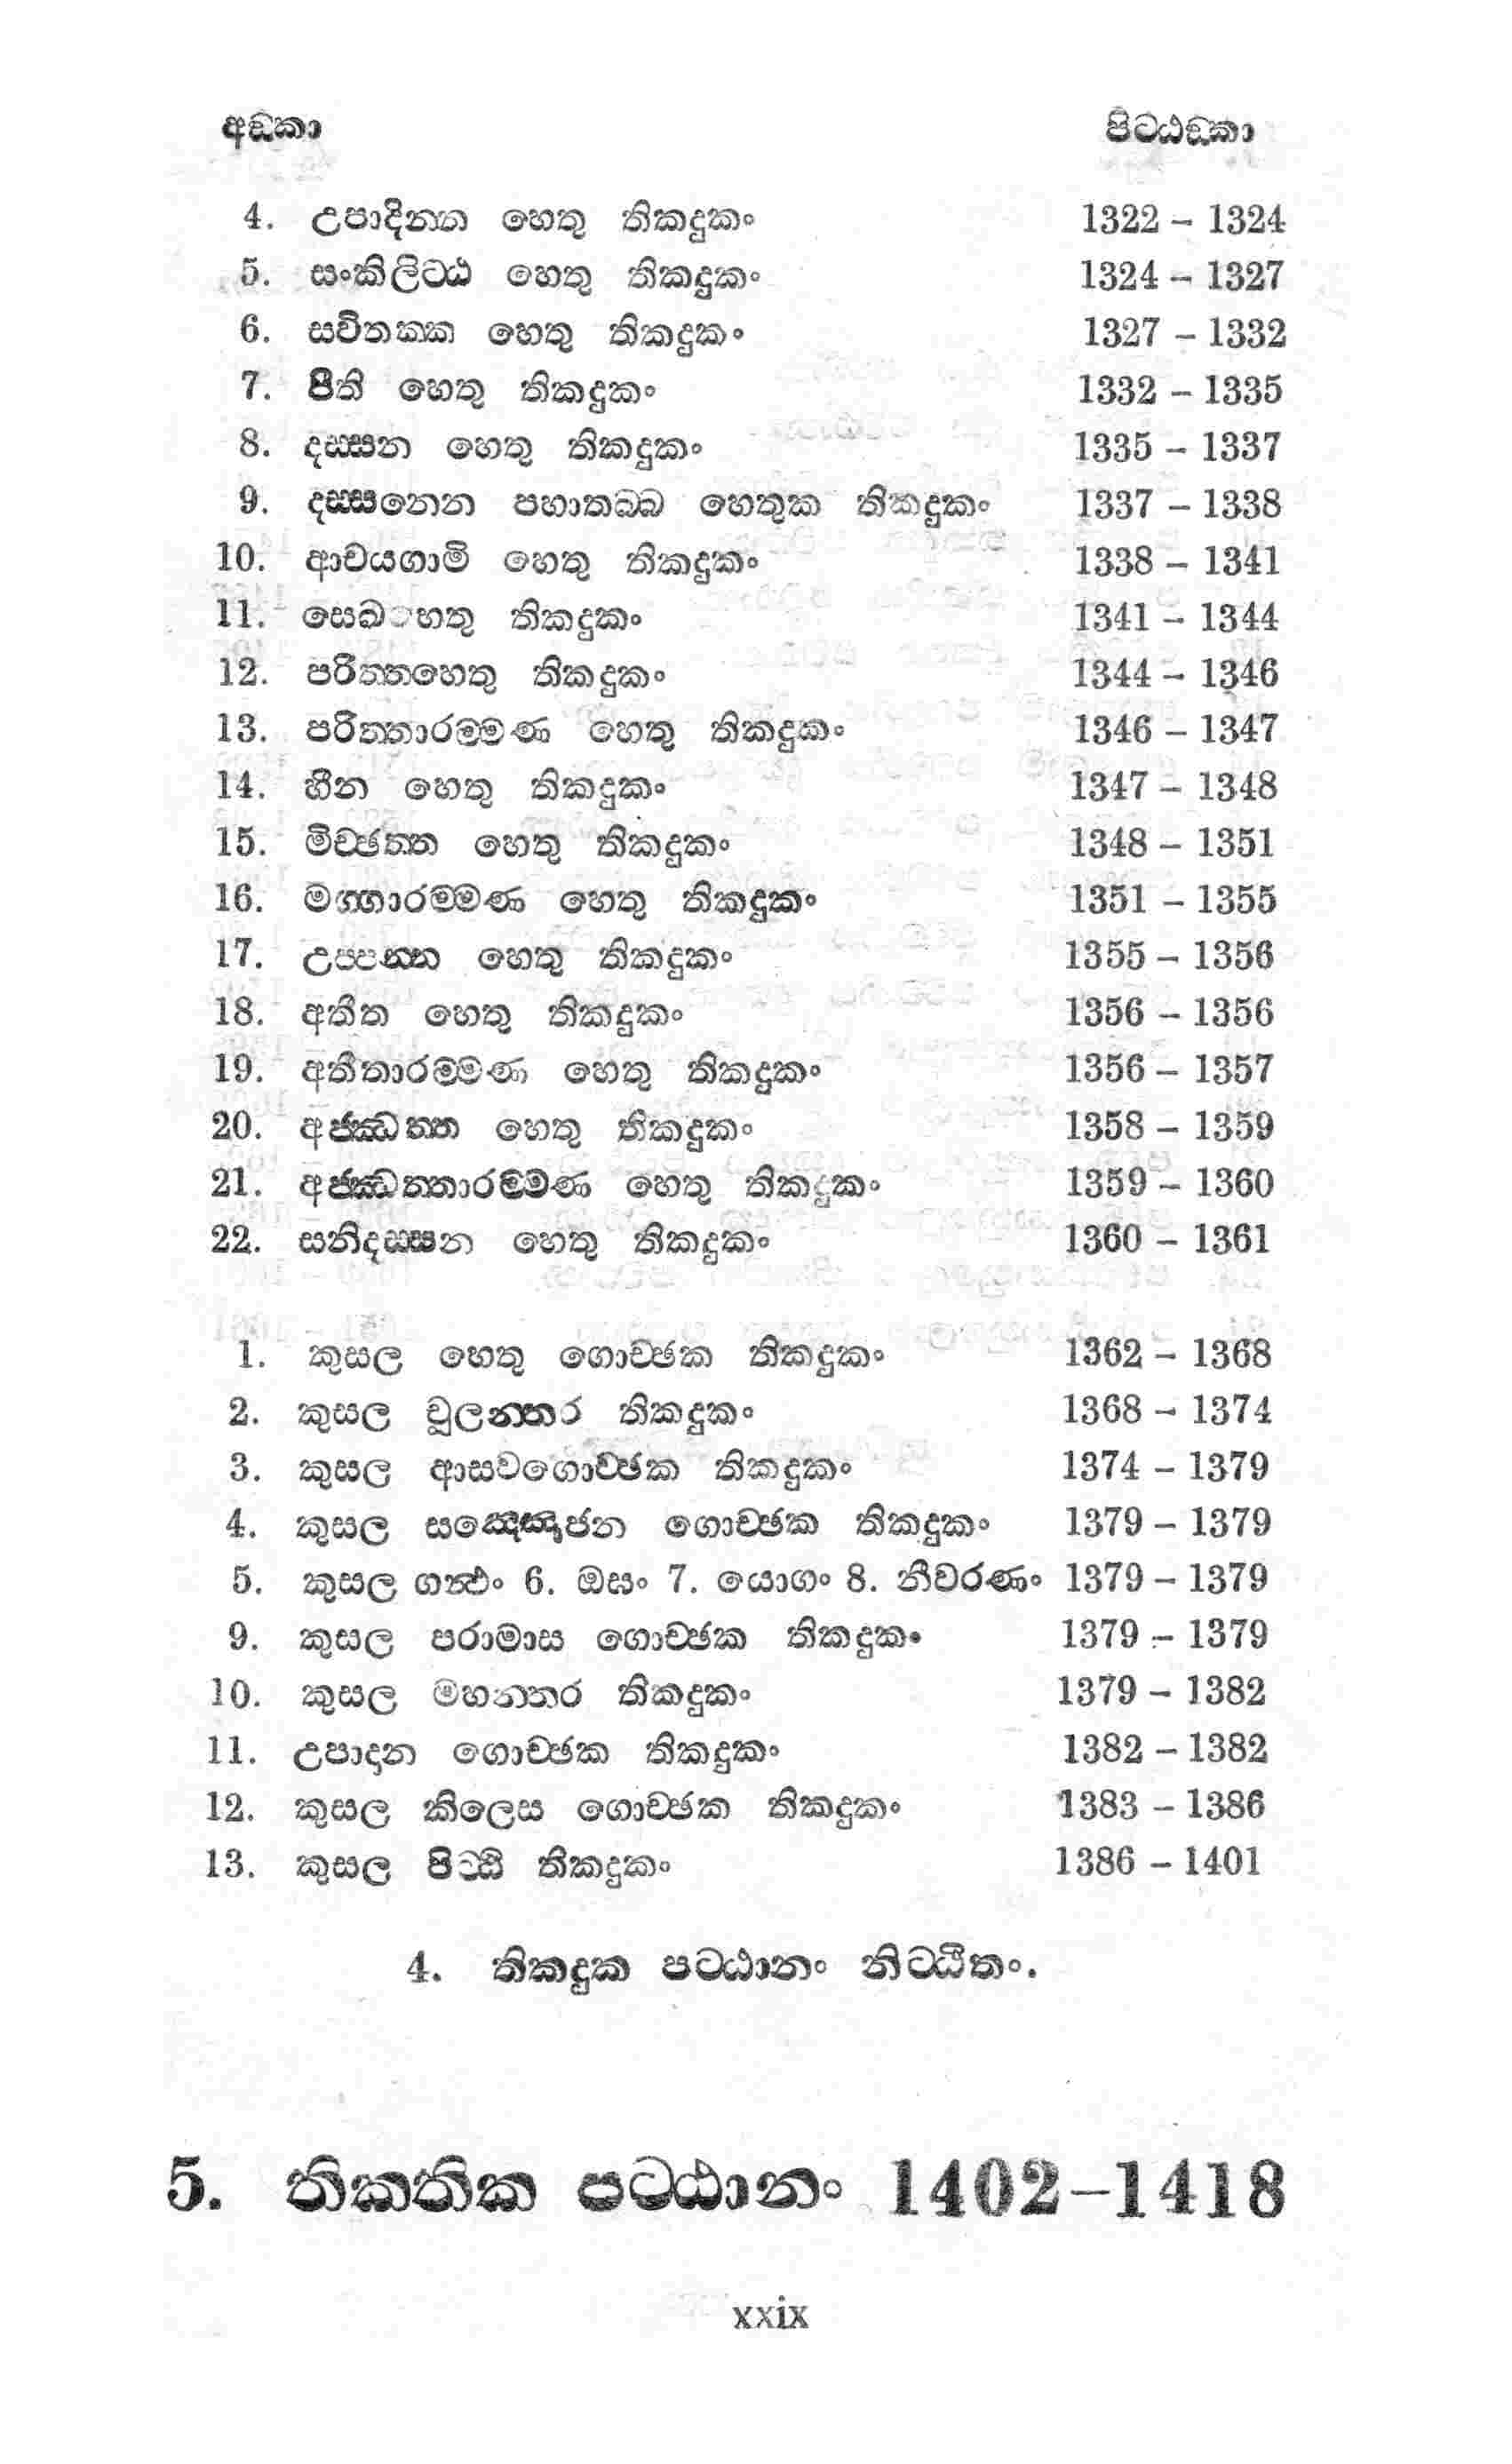 අඞ්කා පිට්ඨඞ්කා
4. උපාදින්න හෙතු තිකදුකං 1322 – 1324
5. සංකිලිට්ඨ හෙතු තිකදුකං 1324 – 1327
6. සවිතක්ක හෙතු තිකදුකං 1327 – 1332
7. පීති හෙතු තිකදුකං 1332 – 1335
8. දස්සන හෙතු තිකදුකං 1335 – 1337
9. දස්සනෙන පහාතබ්බ හෙතුක තිකදුකං 1337 – 1338
10. ආචයගාමි හෙතු තිකදුකං 1338 – 1341
11. සෙඛහෙතු තිකදුකං 1341 – 1344
12. පරිත්තහෙතු තිකදුකං 1344 – 1346
13. පරිත්තාරම්මණ හෙතු තිකදුකං 1346 – 1347
14. හීන හෙතු තිකදුකං 1347 – 1348
15. මිච්ඡත්ත හෙතු තිකදුකං 1348 – 1351
16. මග්ගාරම්මණ හෙතු තිකදුකං 1351 – 1355
17. උප්පන්න හෙතු තිකදුකං 1355 – 1356
18. අතීත හෙතු තිකදුකං 1356 – 1356
19. අතීතාරම්මණ හෙතු තිකදුකං 1356 – 1357
20. අජ්ඣත්ත හෙතු තිකදුකං 1358 – 1359
21. අජ්ඣත්තාරම්මණ හෙතු තිකදුකං 1359 – 1360
22. සනිදස්සන හෙතු තිකදුකං 1360 – 1361
1. කුසල හෙතු ගොච්ඡක තිකදුකං 1362 – 1368
2. කුසල චූලන්තර තිකදුකං 1368 – 1374
3. කුසල ආසවගොච්ඡක තිකදුකං 1374 – 1379
4. කුසල සඤ්ඤොජන ගොච්ඡක තිකදුකං 1379 – 1379
5. කුසල ගන්ථං 6. ඔඝං 7. යොගං 8. නීවරණං 1379 – 1379
9. කුසල පරාමාස ගොච්ඡක තිකදුකං 1379 – 1379
10. කුසල මහන්තර තිකදුකං 1379 – 1382
11. උපාදාන ගොච්ඡක තිකදුකං 1382 – 1382
12. කුසල කිලෙස ගොච්ඡක තිකදුකං 1383 – 1386
13. කුසල පිට්ඨි තිකදුකං 1386 – 1401
4. තිකදුක පට්ඨානං නිට්ඨිතං.
5. තිකතික පට්ඨානං 1402–1418
xxix